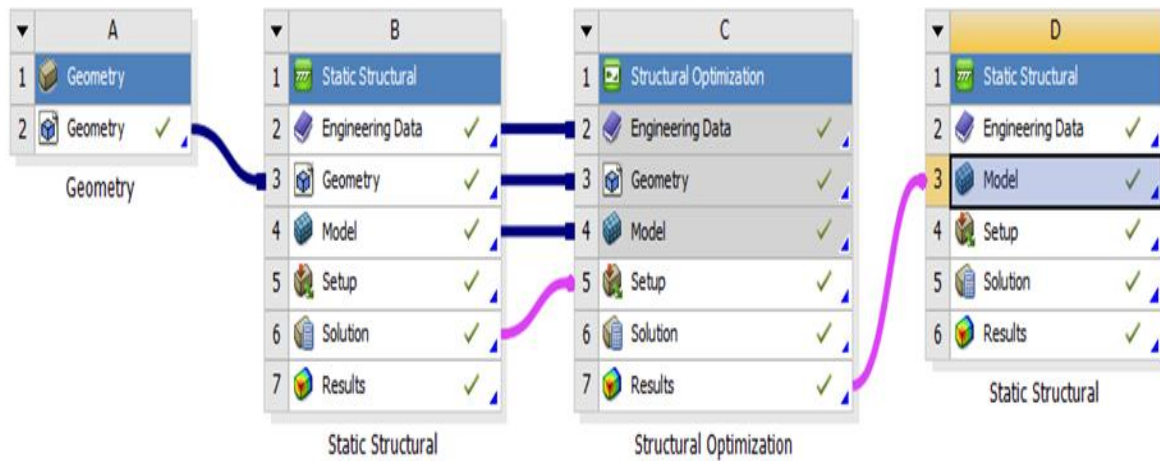 A
1 Geometry
2 Geometry
Geometry
B
1 Static Structural
2 Engineering Data
3 Geometry
4 Model
5 Setup
6 Solution
7 Results
Static Structural
C
1 Structural Optimization
2 Engineering Data
3 Geometry
4 Model
5 Setup
6 Solution
7 Results
Structural Optimization
D
1 Static Structural
2 Engineering Data
3 Model
4 Setup
5 Solution
6 Results
Static Structural